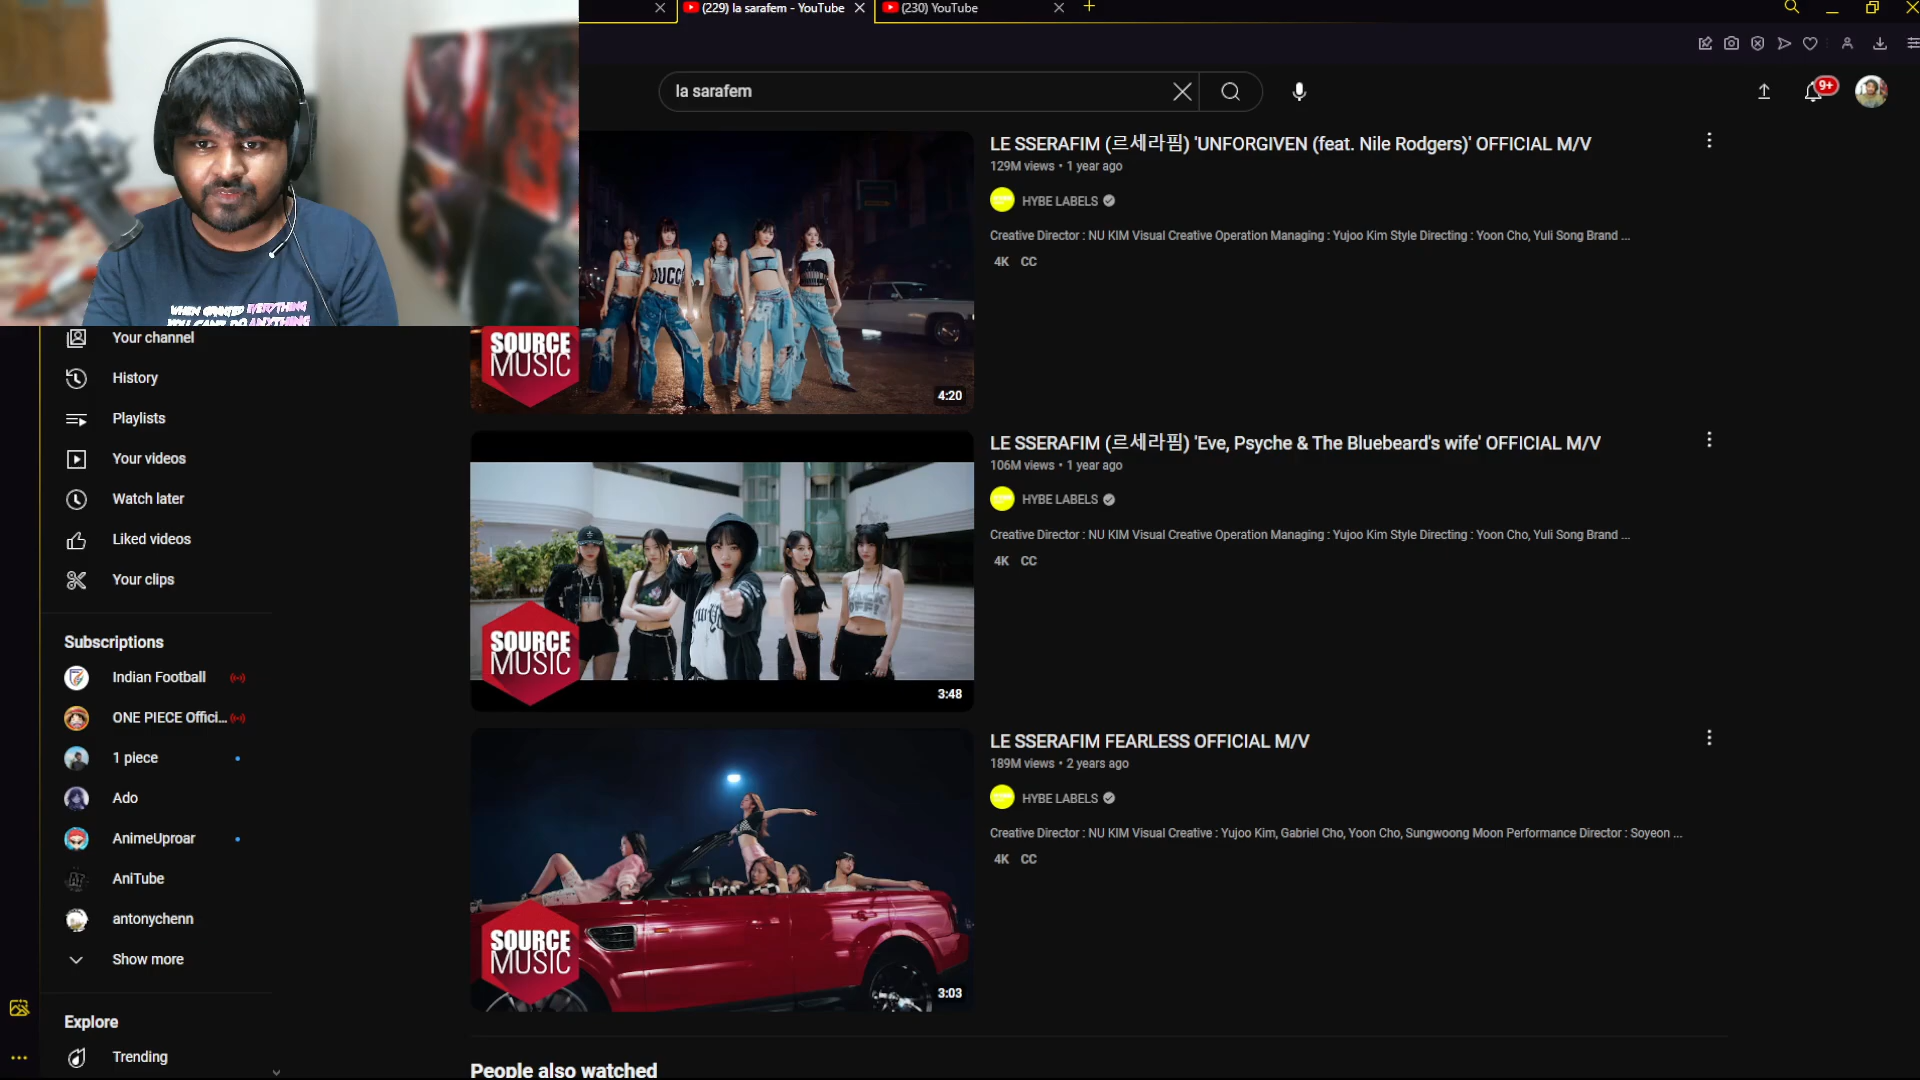 (229) la sarafem - YouTube
(230) YouTube
la sarafem
9+
WHEN GRANTED EVERYTHING
YOU CAN'T DO ANYTHING
Your channel
History
Playlists
Your videos
Watch later
Liked videos
Your clips
Subscriptions
Indian Football
ONE PIECE Offici...
1 piece
Ado
AnimeUproar
AniTube
antonychenn
Show more
Explore
Trending
SOURCE
MUSIC
4:20
LE SSERAFIM (르세라핌) 'UNFORGIVEN (feat. Nile Rodgers)' OFFICIAL M/V
129M views • 1 year ago
HYBE LABELS
Creative Director : NU KIM Visual Creative Operation Managing : Yujoo Kim Style Directing : Yoon Cho, Yuli Song Brand ...
4K CC
SOURCE
MUSIC
3:48
LE SSERAFIM (르세라핌) 'Eve, Psyche & The Bluebeard's wife' OFFICIAL M/V
106M views • 1 year ago
HYBE LABELS
Creative Director : NU KIM Visual Creative Operation Managing : Yujoo Kim Style Directing : Yoon Cho, Yuli Song Brand ...
4K CC
SOURCE
MUSIC
3:03
LE SSERAFIM FEARLESS OFFICIAL M/V
189M views • 2 years ago
HYBE LABELS
Creative Director : NU KIM Visual Creative : Yujoo Kim, Gabriel Cho, Yoon Cho, Sungwoong Moon Performance Director : Soyeon ...
4K CC
People also watched